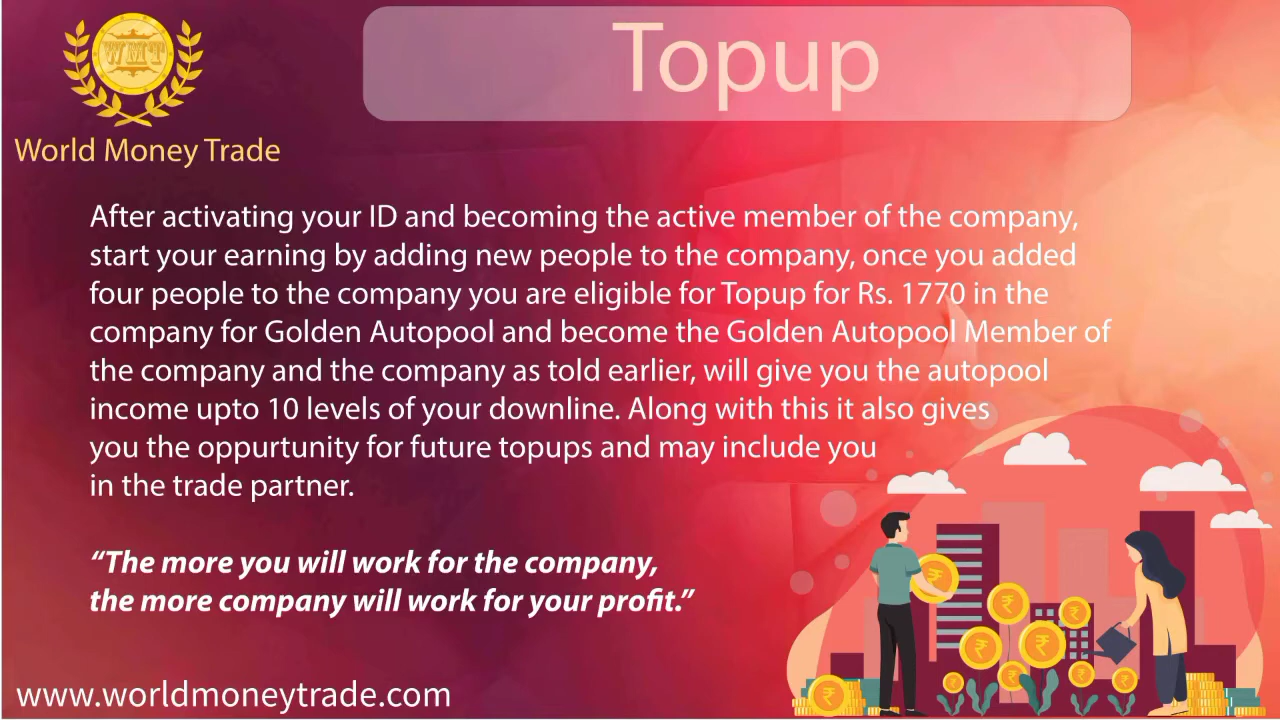 WMT
World Money Trade
Topup
After activating your ID and becoming the active member of the company,
start your earning by adding new people to the company, once you added
four people to the company you are eligible for Topup for Rs. 1770 in the
company for Golden Autopool and become the Golden Autopool Member of
the company and the company as told earlier, will give you the autopool
income upto 10 levels of your downline. Along with this it also gives
you the oppurtunity for future topups and may include you
in the trade partner.
“The more you will work for the company,
the more company will work for your profit.”
₹
₹
₹
₹
₹
₹
₹
₹
₹
₹
www.worldmoneytrade.com